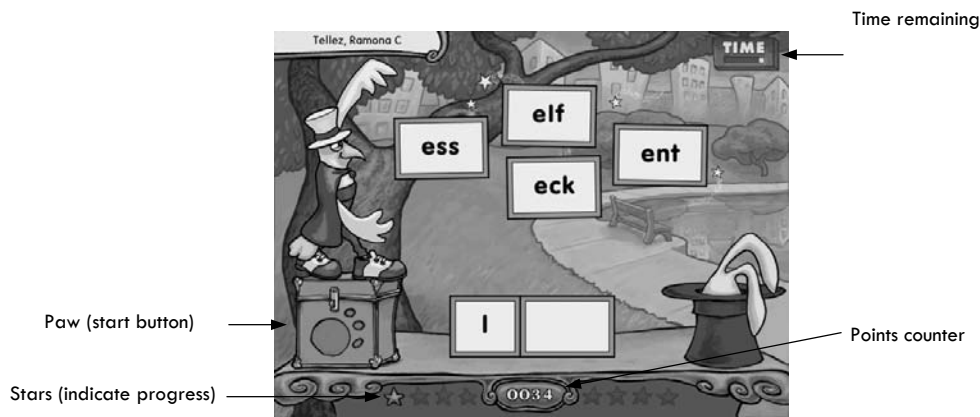 Time remaining
Tellez, Ramona C
TIME
elf
ess
ent
eck
Paw (start button)
l
Points counter
Stars (indicate progress)
0034